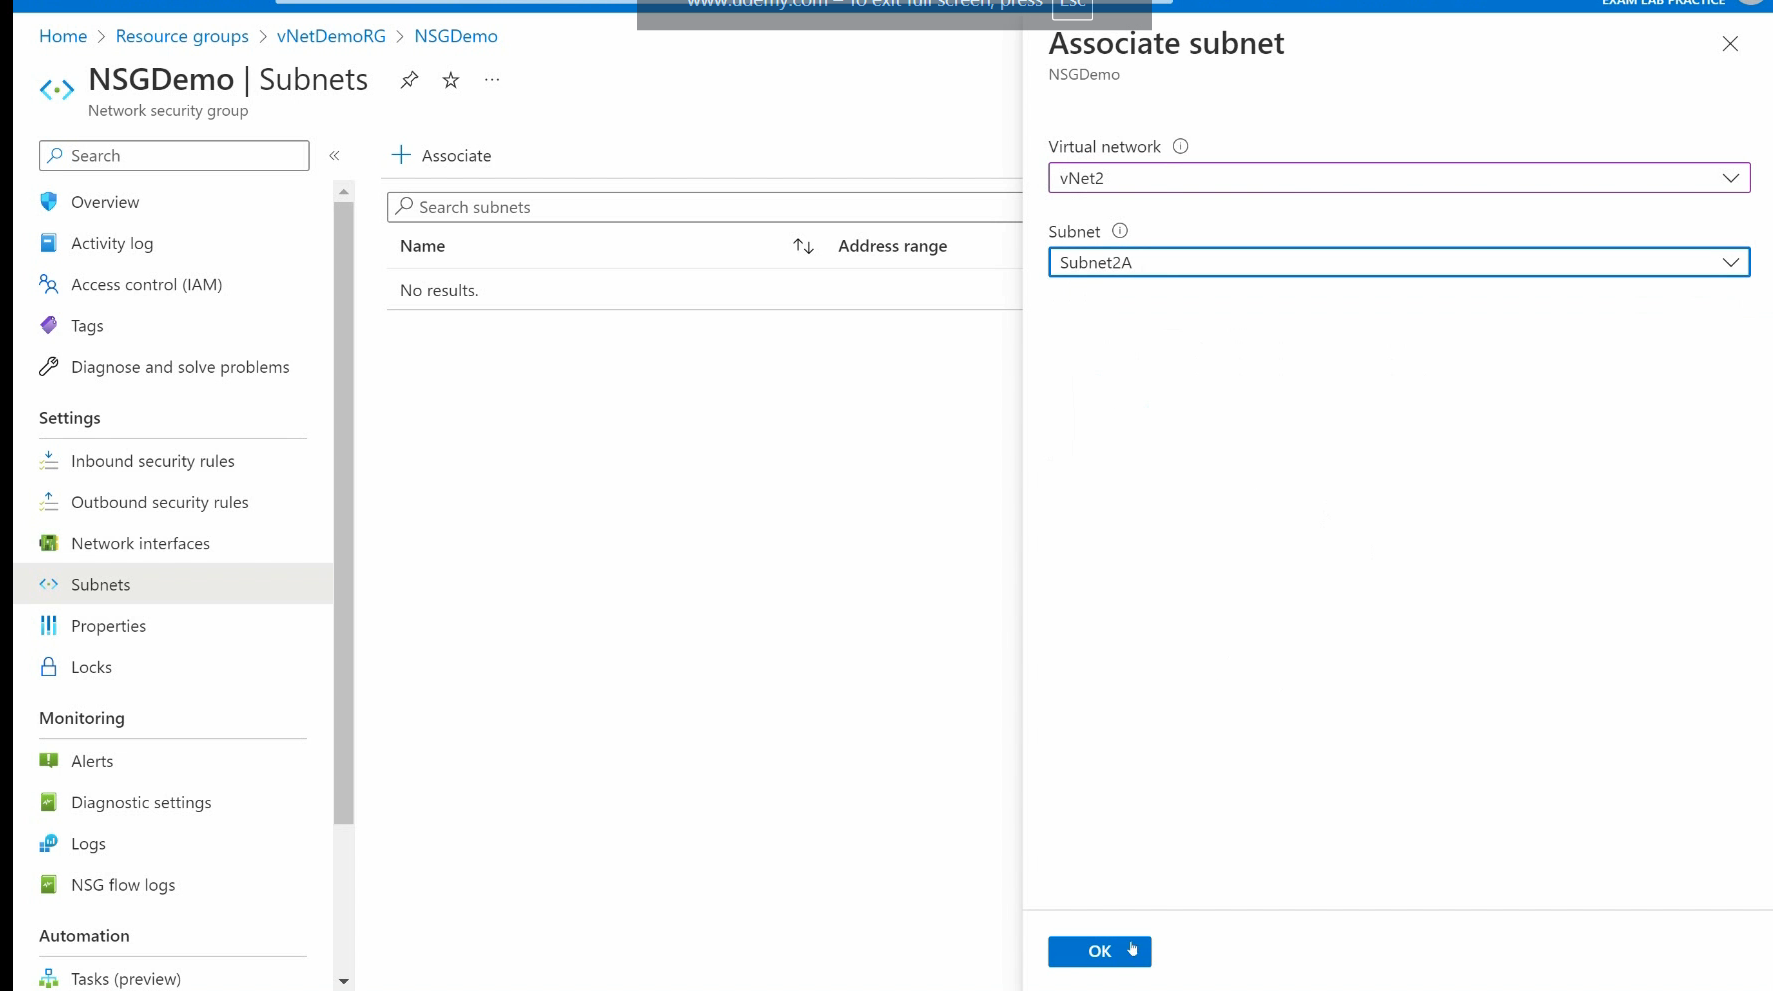 www.udemy.com – To exit full screen, press Esc
EXAM LAB PRACTICE
Home > Resource groups > vNetDemoRG > NSGDemo
NSGDemo | Subnets
Network security group
Search
Overview
Activity log
Access control (IAM)
Tags
Diagnose and solve problems
Settings
Inbound security rules
Outbound security rules
Network interfaces
Subnets
Properties
Locks
Monitoring
Alerts
Diagnostic settings
Logs
NSG flow logs
Automation
Tasks (preview)
Associate
Search subnets
Name Address range
No results.
Associate subnet
NSGDemo
Virtual network
vNet2
Subnet
Subnet2A
OK